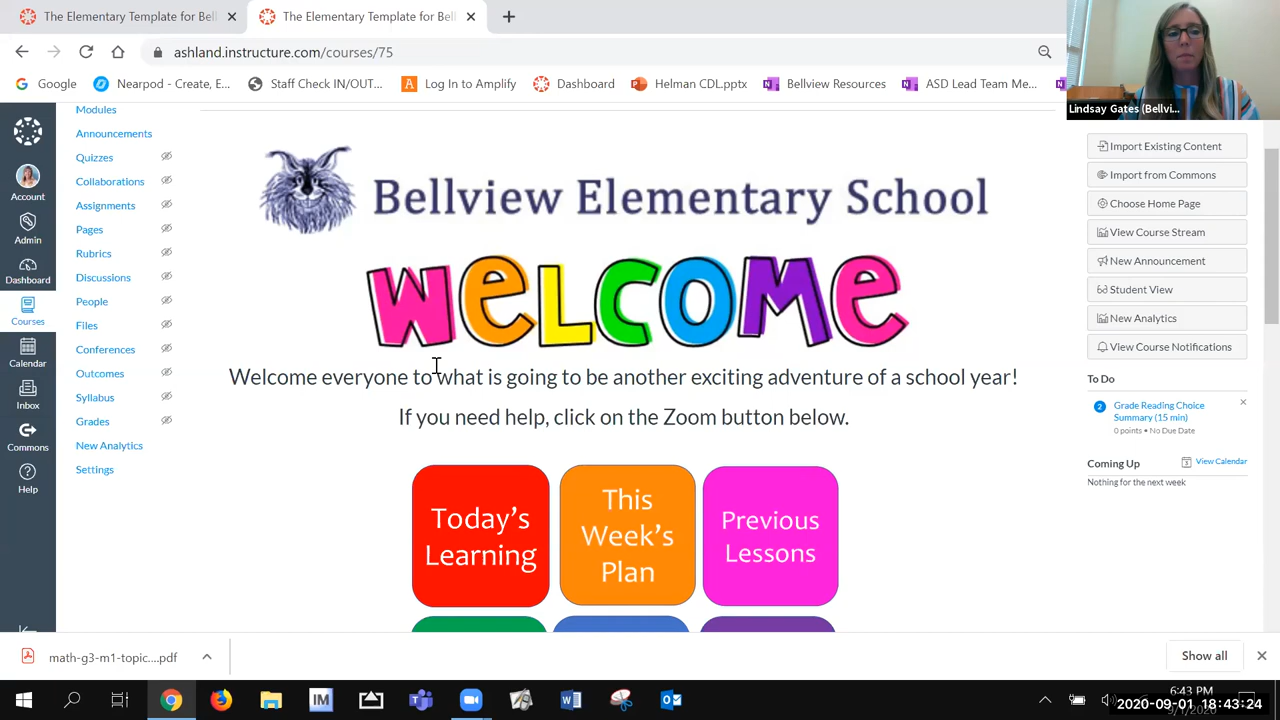 The Elementary Template for Bell
The Elementary Template for Bel
ashland.instructure.com/courses/75
Google
Nearpod - Create, E...
Staff Check IN/OUT...
Log In to Amplify
Dashboard
Helman CDL.pptx
Bellview Resources
ASD Lead Team Me...
Lindsay Gates (Bellvi...
Account
Admin
Dashboard
Courses
Calendar
Inbox
Commons
Help
Modules
Announcements
Quizzes
Collaborations
Assignments
Pages
Rubrics
Discussions
People
Files
Conferences
Outcomes
Syllabus
Grades
New Analytics
Settings
Bellview Elementary School
WeLCOMe
Welcome everyone to what is going to be another exciting adventure of a school year!
If you need help, click on the Zoom button below.
Today's
Learning
This
Week's
Plan
Previous
Lessons
Import Existing Content
Import from Commons
Choose Home Page
View Course Stream
New Announcement
Student View
New Analytics
View Course Notifications
To Do
2
Grade Reading Choice
Summary (15 min)
0 points • No Due Date
Coming Up
View Calendar
Nothing for the next week
math-g3-m1-topic....pdf
Show all
IM
6:43 PM
2020-09-01 18:43:24